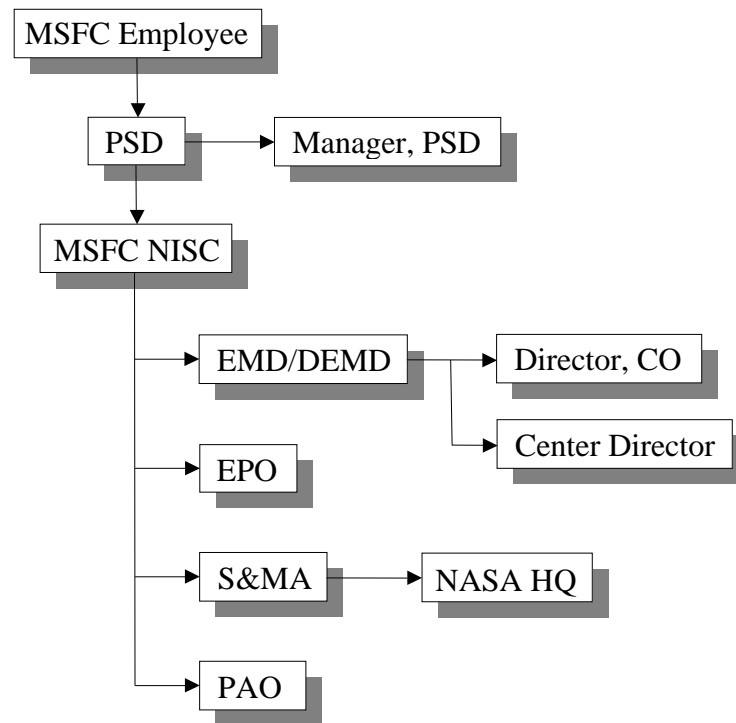 MSFC Employee
PSD
Manager, PSD
MSFC NISC
EMD/DEMD
Director, CO
Center Director
EPO
S&MA
NASA HQ
PAO